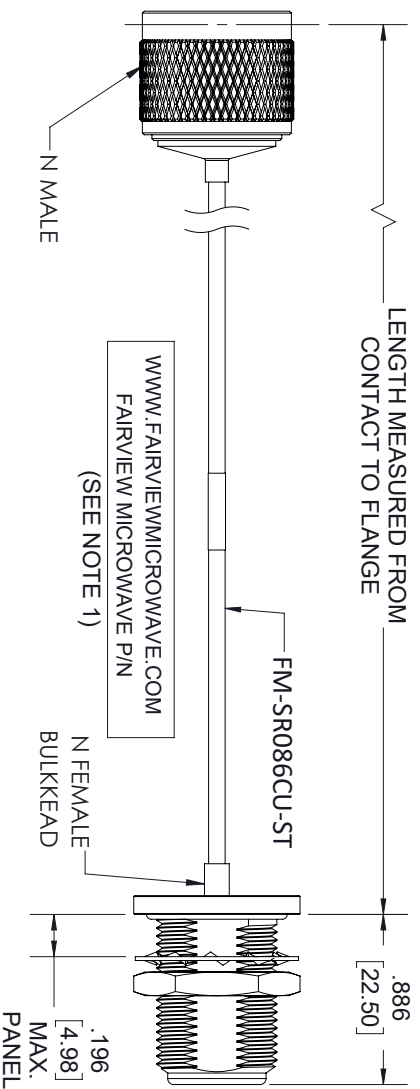 LENGTH MEASURED FROM
CONTACT TO FLANGE
.886
[22.50]
FM-SR086CU-ST
N MALE
WWW.FAIRVIEWMICROWAVE.COM
FAIRVIEW MICROWAVE P/N
(SEE NOTE 1)
N FEMALE
BULKKEAD
.196
[4.98]
MAX.
PANEL